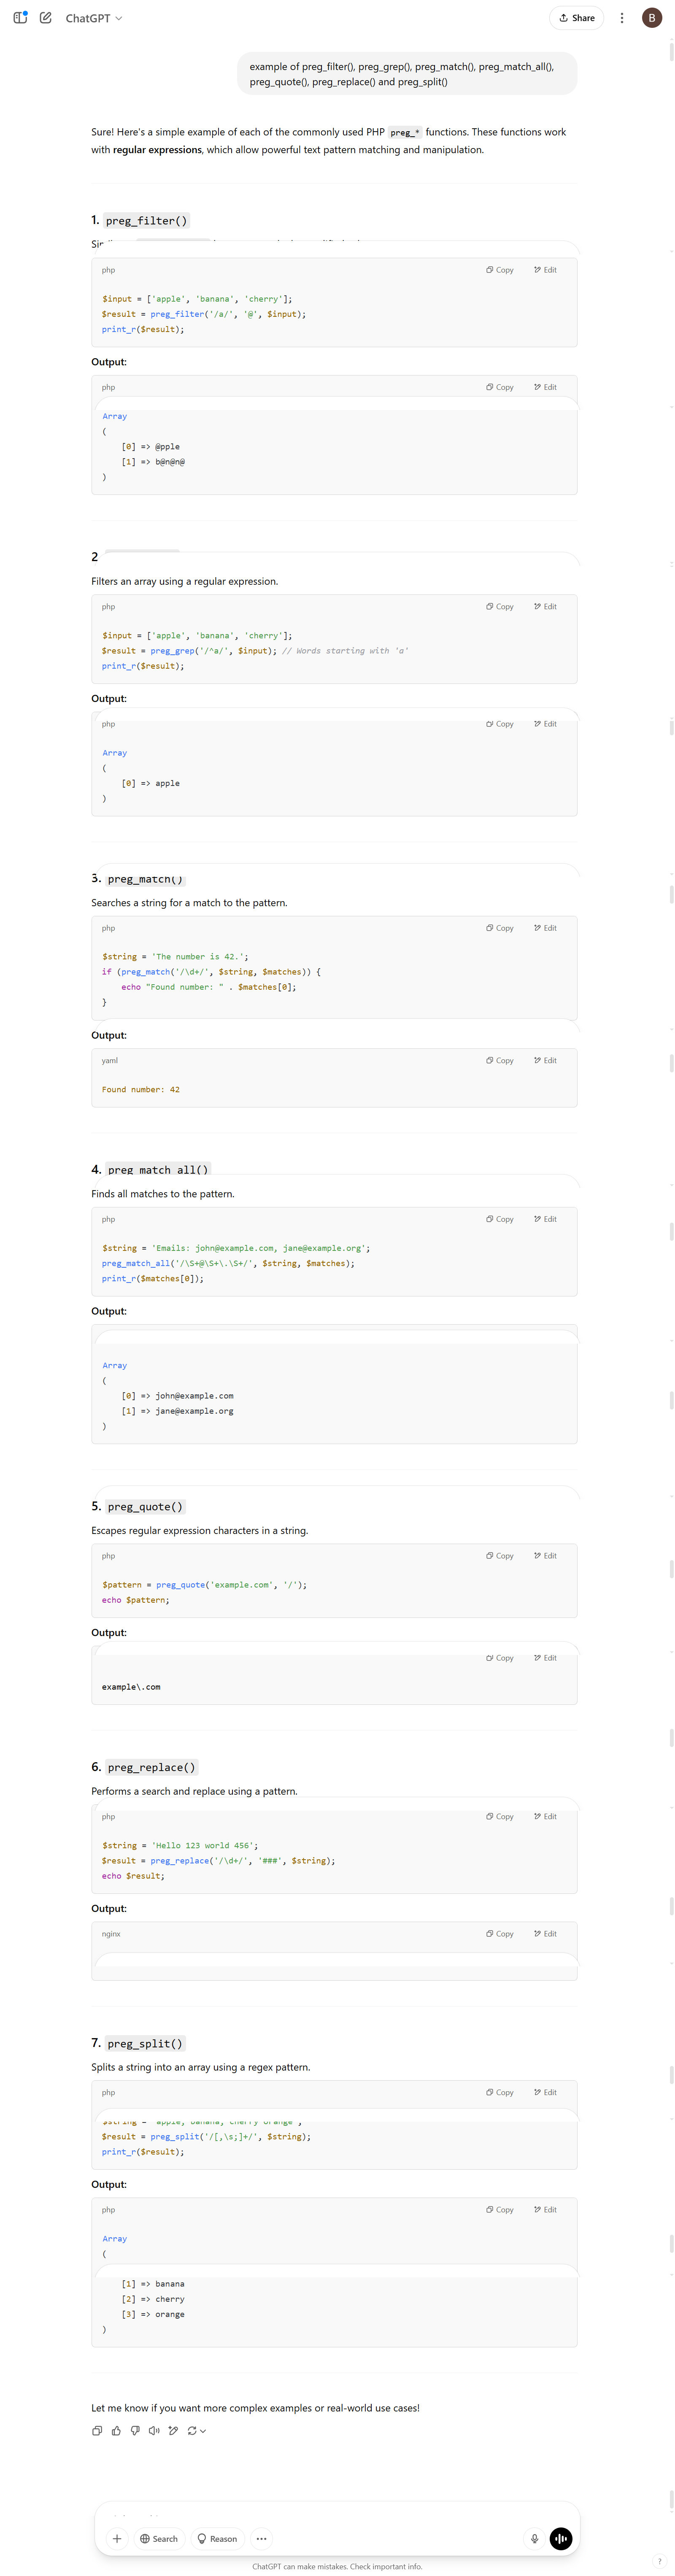 ChatGPT
Share
B
example of preg_filter(), preg_grep(), preg_match(), preg_match_all(),
preg_quote(), preg_replace() and preg_split()
Sure! Here's a simple example of each of the commonly used PHP preg_* functions. These functions work
with regular expressions, which allow powerful text pattern matching and manipulation.
1. preg_filter()
php
Copy
Edit
$input = ['apple', 'banana', 'cherry'];
$result = preg_filter('/a/', '@', $input);
print_r($result);
Output:
php
Copy
Edit
Array
(
[0] => @pple
[1] => b@n@n@
)
2
Filters an array using a regular expression.
php
Copy
Edit
$input = ['apple', 'banana', 'cherry'];
$result = preg_grep('/^a/', $input); // Words starting with 'a'
print_r($result);
Output:
php
Copy
Edit
Array
(
[0] => apple
)
3. preg_match()
Searches a string for a match to the pattern.
php
Copy
Edit
$string = 'The number is 42.';
if (preg_match('/\d+/', $string, $matches)) {
echo "Found number: " . $matches[0];
}
Output:
yaml
Copy
Edit
Found number: 42
4. preg_match_all()
Finds all matches to the pattern.
php
Copy
Edit
$string = 'Emails: john@example.com, jane@example.org';
preg_match_all('/\S+@\S+\.\S+/', $string, $matches);
print_r($matches[0]);
Output:
Array
(
[0] => john@example.com
[1] => jane@example.org
)
5. preg_quote()
Escapes regular expression characters in a string.
php
Copy
Edit
$pattern = preg_quote('example.com', '/');
echo $pattern;
Output:
Copy
Edit
example\.com
6. preg_replace()
Performs a search and replace using a pattern.
php
Copy
Edit
$string = 'Hello 123 world 456';
$result = preg_replace('/\d+/', '###', $string);
echo $result;
Output:
nginx
Copy
Edit
7. preg_split()
Splits a string into an array using a regex pattern.
php
Copy
Edit
$result = preg_split('/[,\s;]+/', $string);
print_r($result);
Output:
php
Copy
Edit
Array
(
[1] => banana
[2] => cherry
[3] => orange
)
Let me know if you want more complex examples or real-world use cases!
Search
Reason
ChatGPT can make mistakes. Check important info.
?